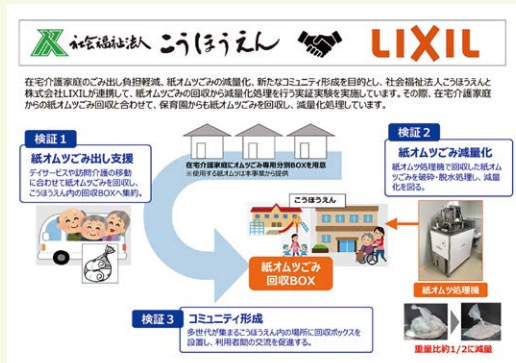 社会福祉法人 こうほうえん LIXIL
在宅介護家庭のごみ出し負担軽減、紙オムツごみの減量化、新たなコミュニティ形成を目的とし、社会福祉法人こうほうえんと
株式会社LIXILが連携して、紙オムツごみの回収から減量化処理を行う実証実験を実施しています。その際、在宅介護家庭
からの紙オムツごみ回収と合わせて、保育園からも紙オムツごみを回収し、減量化処理しています。
検証1
紙オムツごみ出し支援
デイサービスや訪問介護の移動
に合わせて紙オムツごみを回収し、
こうほうえん内の回収BOXへ集約。
在宅介護家庭にオムツごみ専用分別BOXを用意
※使用する紙オムツは本事業から提供
検証2
紙オムツごみ減量化
紙オムツ処理機で回収した紙オム
ツごみを破砕・脱水処理し、減量
化を図る。
こうほうえん
紙オムツごみ
回収BOX
紙オムツ処理機
検証3
コミュニティ形成
多世代が集まるこうほうえん内の場所に回収ボックスを
設置し、利用者間の交流を促進する。
重量比約1/2に減量